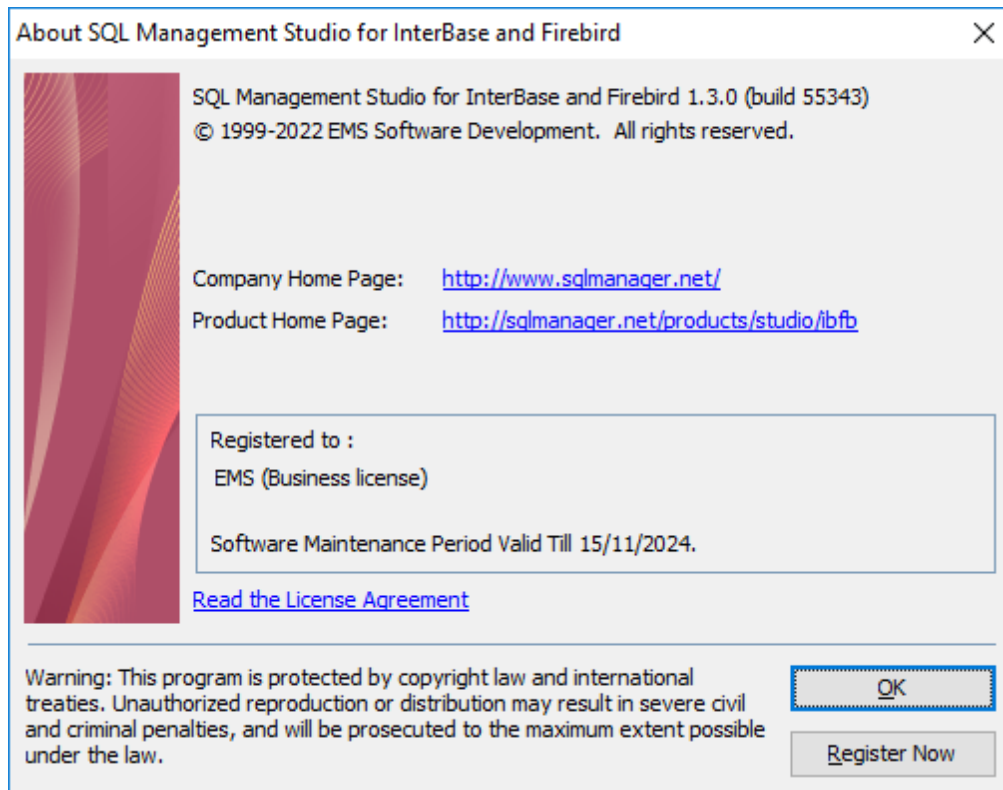 About SQL Management Studio for InterBase and Firebird
SQL Management Studio for InterBase and Firebird 1.3.0 (build 55343)
© 1999-2022 EMS Software Development.  All rights reserved.
Company Home Page: http://www.sqlmanager.net/
Product Home Page: http://sqlmanager.net/products/studio/ibfb
Registered to :
EMS (Business license)
Software Maintenance Period Valid Till 15/11/2024.
Read the License Agreement
Warning: This program is protected by copyright law and international
treaties. Unauthorized reproduction or distribution may result in severe civil
and criminal penalties, and will be prosecuted to the maximum extent possible
under the law.
OK
Register Now